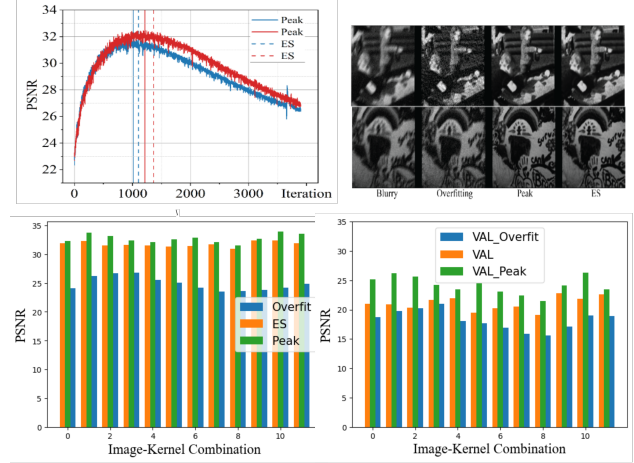 34
32
30
28
26
24
22
PSNR
Peak
Peak
ES
ES
0
1000
2000
3000
Iteration
Blurry
Overfitting
Peak
ES
35
30
25
20
15
10
5
0
PSNR
Overfit
ES
Peak
0
2
4
6
8
10
Image-Kernel Combination
35
30
25
20
15
10
5
0
PSNR
VAL_Overfit
VAL
VAL_Peak
0
2
4
6
8
10
Image-Kernel Combination